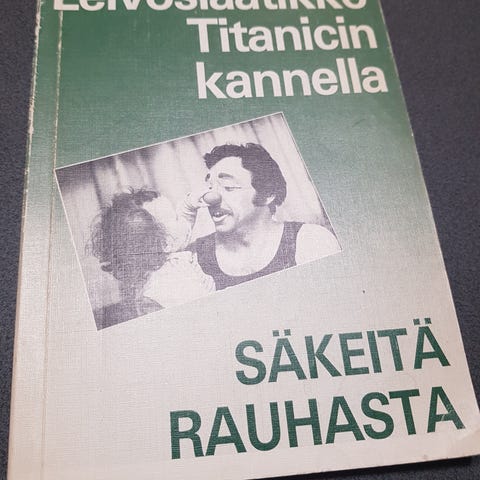 Leivoslaatikko
Titanicin
kannella
SÄKEITÄ
RAUHASTA